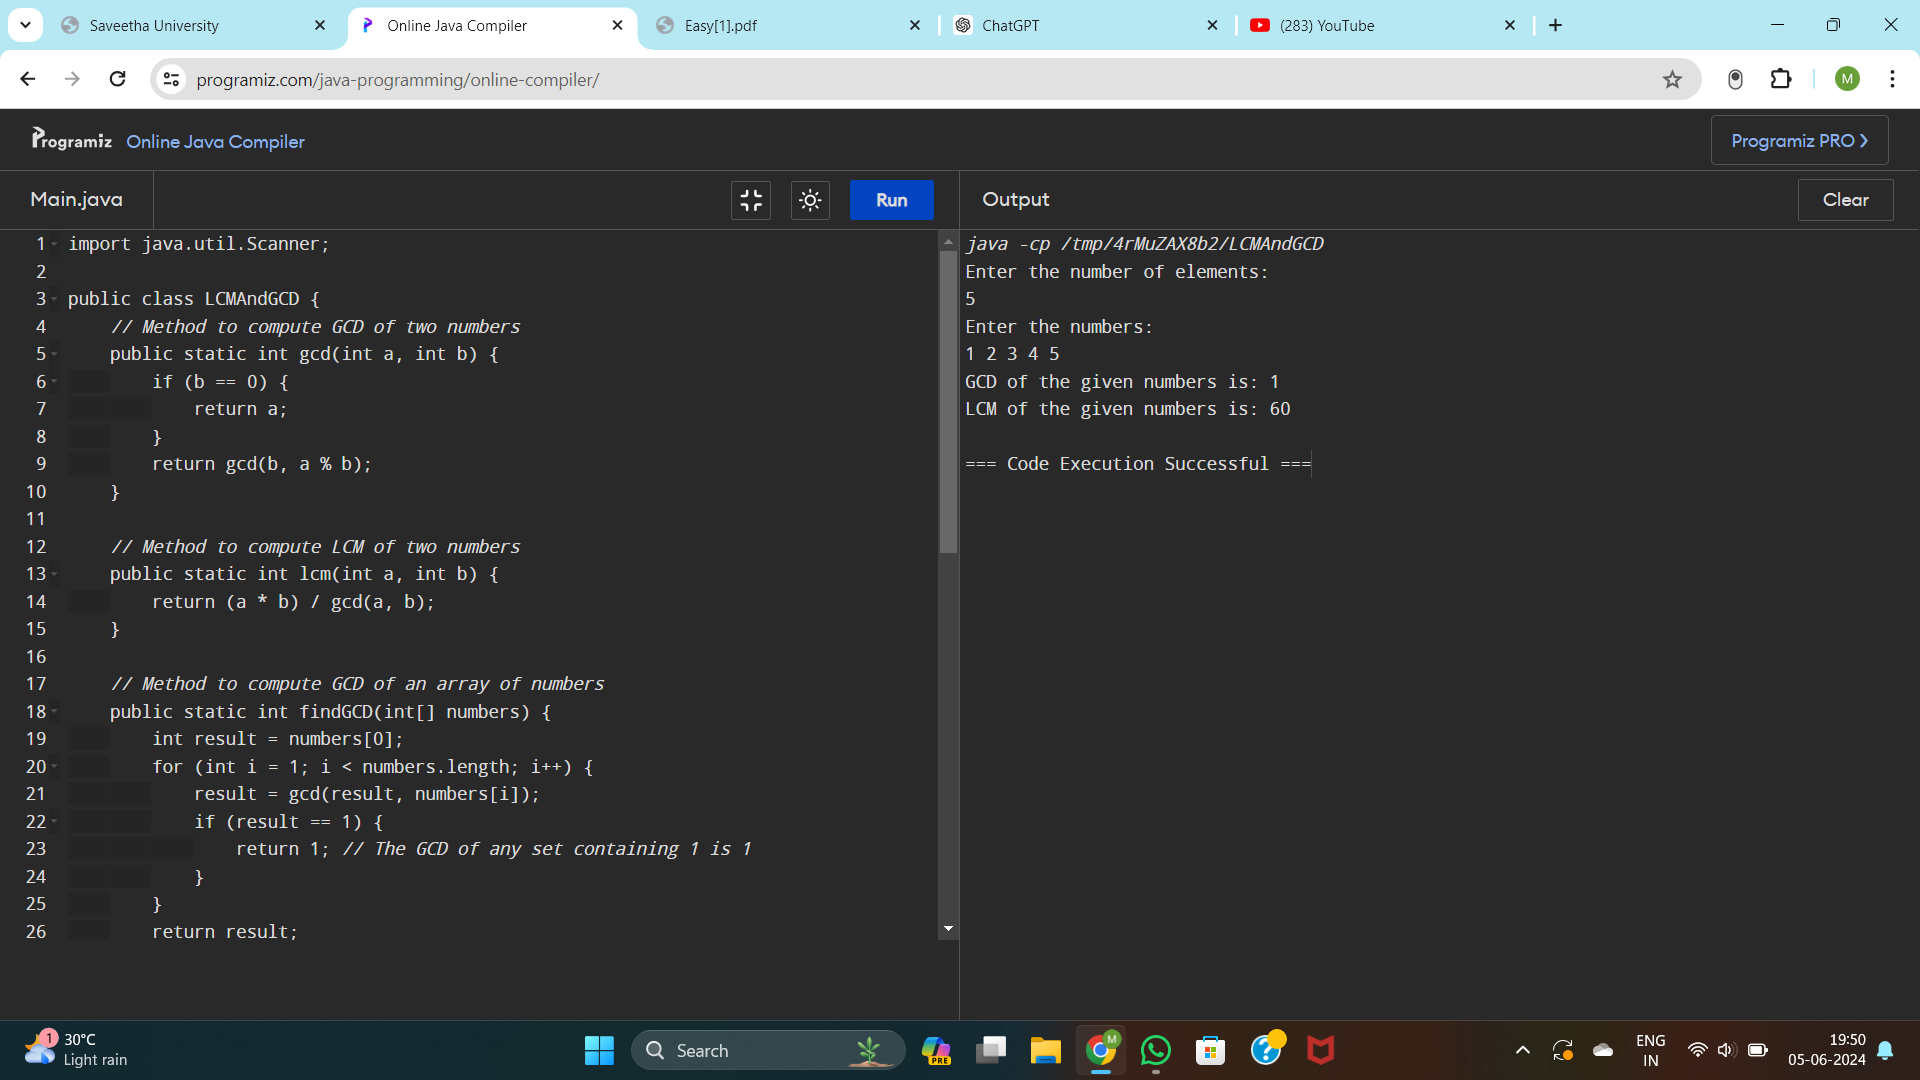 Saveetha University
Online Java Compiler
Easy[1].pdf
ChatGPT
(283) YouTube
programiz.com/java-programming/online-compiler/
M
Programiz
Online Java Compiler
Programiz PRO
Main.java
Run
Output
Clear
1 import java.util.Scanner;
2
3 public class LCMAndGCD {
4     // Method to compute GCD of two numbers
5     public static int gcd(int a, int b) {
6         if (b == 0) {
7             return a;
8         }
9         return gcd(b, a % b);
10     }
11
12     // Method to compute LCM of two numbers
13     public static int lcm(int a, int b) {
14         return (a * b) / gcd(a, b);
15     }
16
17     // Method to compute GCD of an array of numbers
18     public static int findGCD(int[] numbers) {
19         int result = numbers[0];
20         for (int i = 1; i < numbers.length; i++) {
21             result = gcd(result, numbers[i]);
22             if (result == 1) {
23                 return 1; // The GCD of any set containing 1 is 1
24             }
25         }
26         return result;
java -cp /tmp/4rMuZAX8b2/LCMAndGCD
Enter the number of elements:
5
Enter the numbers:
1 2 3 4 5
GCD of the given numbers is: 1
LCM of the given numbers is: 60
=== Code Execution Successful ===
1
30°C
Light rain
Search
PRE
M
ENG
IN
19:50
05-06-2024